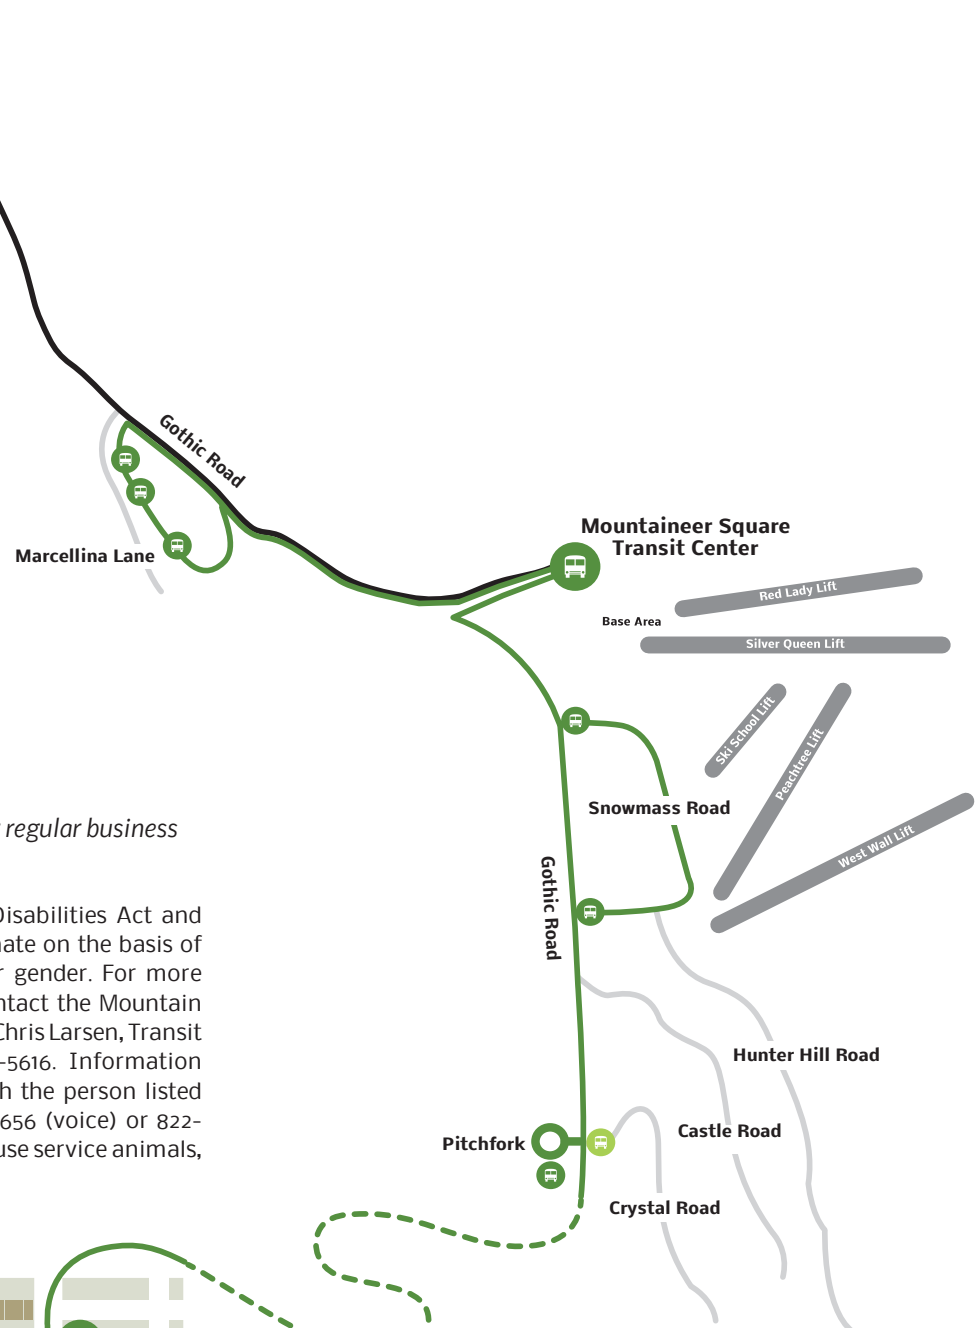 Gothic Road
Mountaineer Square
Transit Center
Marcellina Lane
Red Lady Lift
Base Area
Silver Queen Lift
Ski School Lift
Peachtree Lift
Snowmass Road
West Wall Lift
regular business
Gothic Road
Disabilities Act and
nate on the basis of
r gender. For more
ntact the Mountain
Chris Larsen, Transit
-5616. Information
h the person listed
656 (voice) or 822-
use service animals,
Hunter Hill Road
Castle Road
Pitchfork
Crystal Road